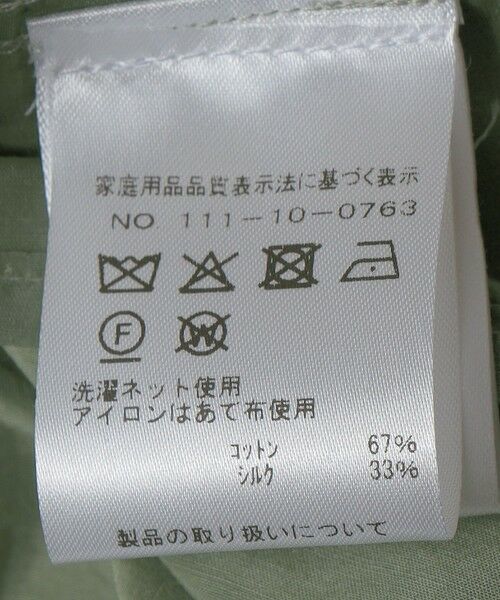 家庭用品品質表示法に基づく表示
NO. 111-10-0763
F W
洗濯ネット使用
アイロンはあて布使用
コットン 67%
シルク 33%
製品の取り扱いについて